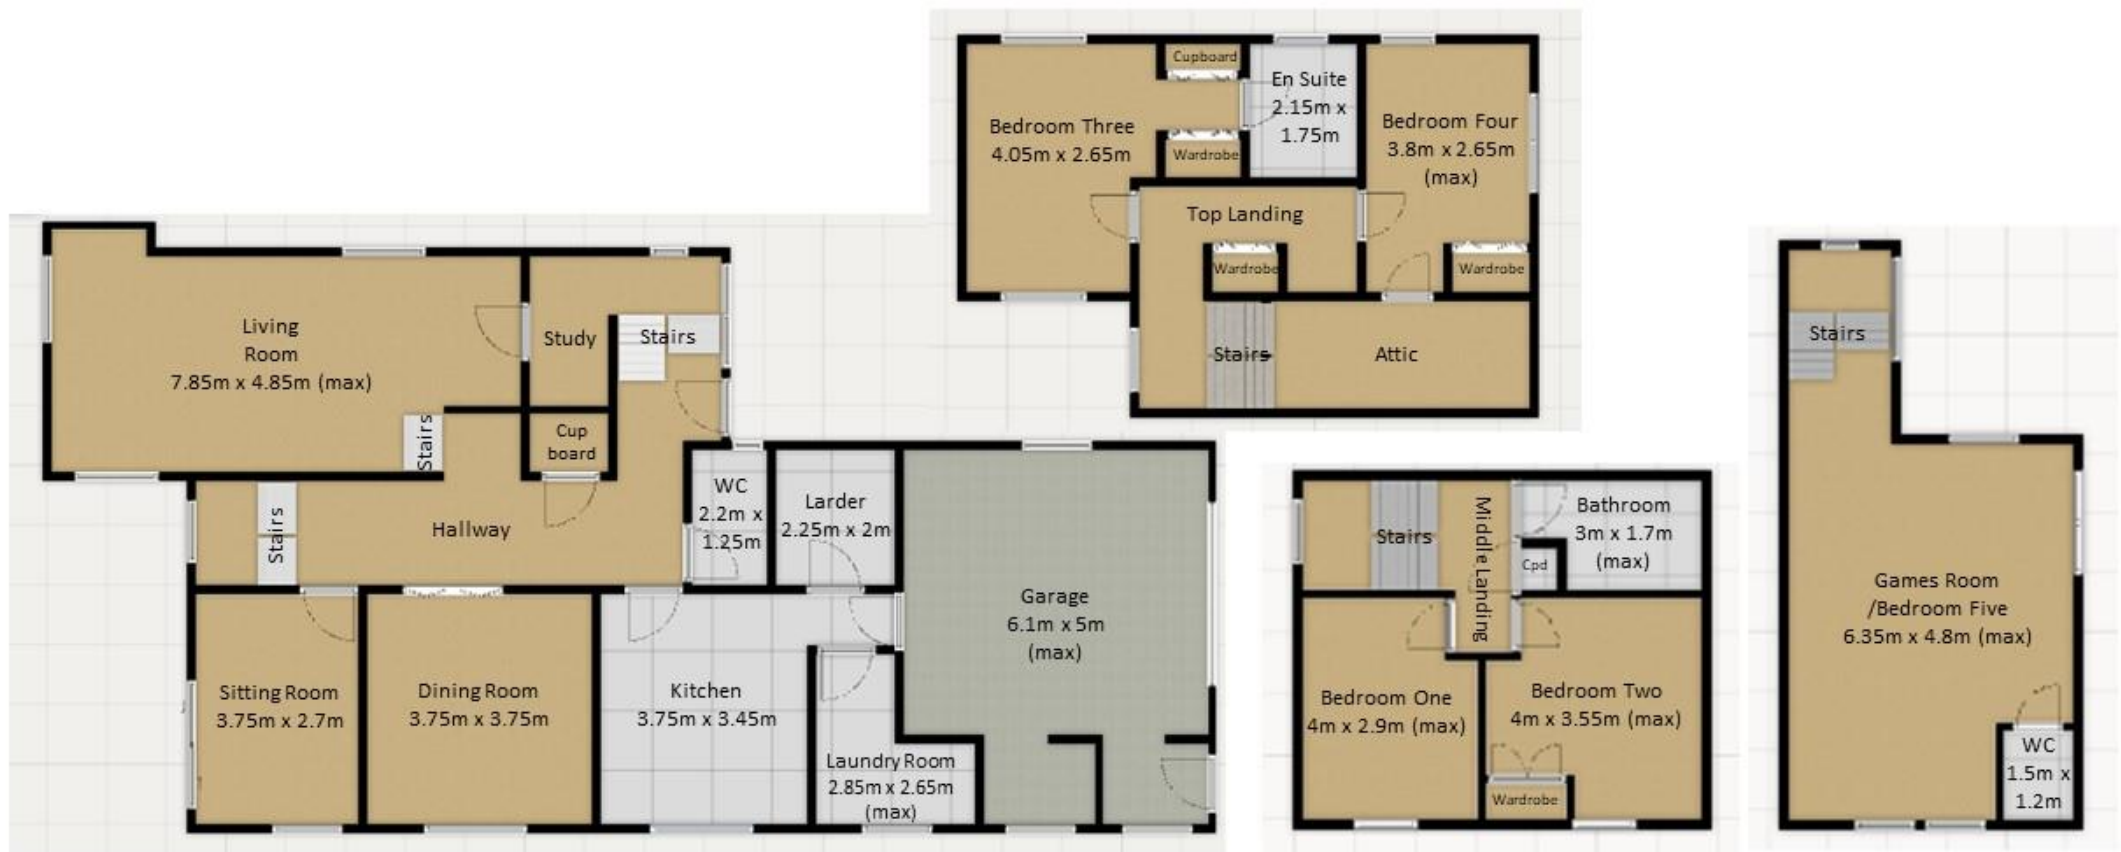 Living
Room
7.85m x 4.85m (max)
Study
Stairs
Stairs
Cup
board
Stairs
Hallway
WC
2.2m x
1.25m
Larder
2.25m x 2m
Garage
6.1m x 5m
(max)
Sitting Room
3.75m x 2.7m
Dining Room
3.75m x 3.75m
Kitchen
3.75m x 3.45m
Laundry Room
2.85m x 2.65m
(max)
Cupboard
En Suite
2.15m x
1.75m
Bedroom Three
4.05m x 2.65m
Wardrobe
Bedroom Four
3.8m x 2.65m
(max)
Top Landing
Wardrobe
Wardrobe
Stairs
Attic
Stairs
Middle Landing
Bathroom
3m x 1.7m
(max)
Cpd
Bedroom One
4m x 2.9m (max)
Bedroom Two
4m x 3.55m (max)
Wardrobe
Stairs
Games Room
/Bedroom Five
6.35m x 4.8m (max)
WC
1.5m x
1.2m